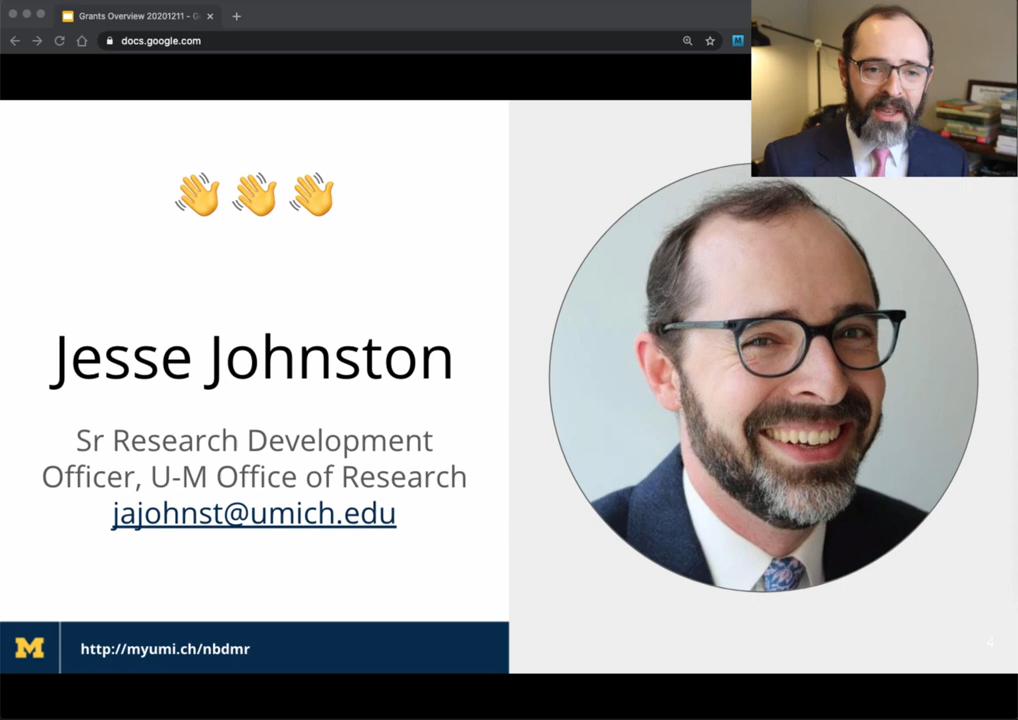 Grants Overview 20201211 - G
docs.google.com
M
Jesse Johnston
Sr Research Development
Officer, U-M Office of Research
jajohnst@umich.edu
M
http://myumi.ch/nbdmr
4